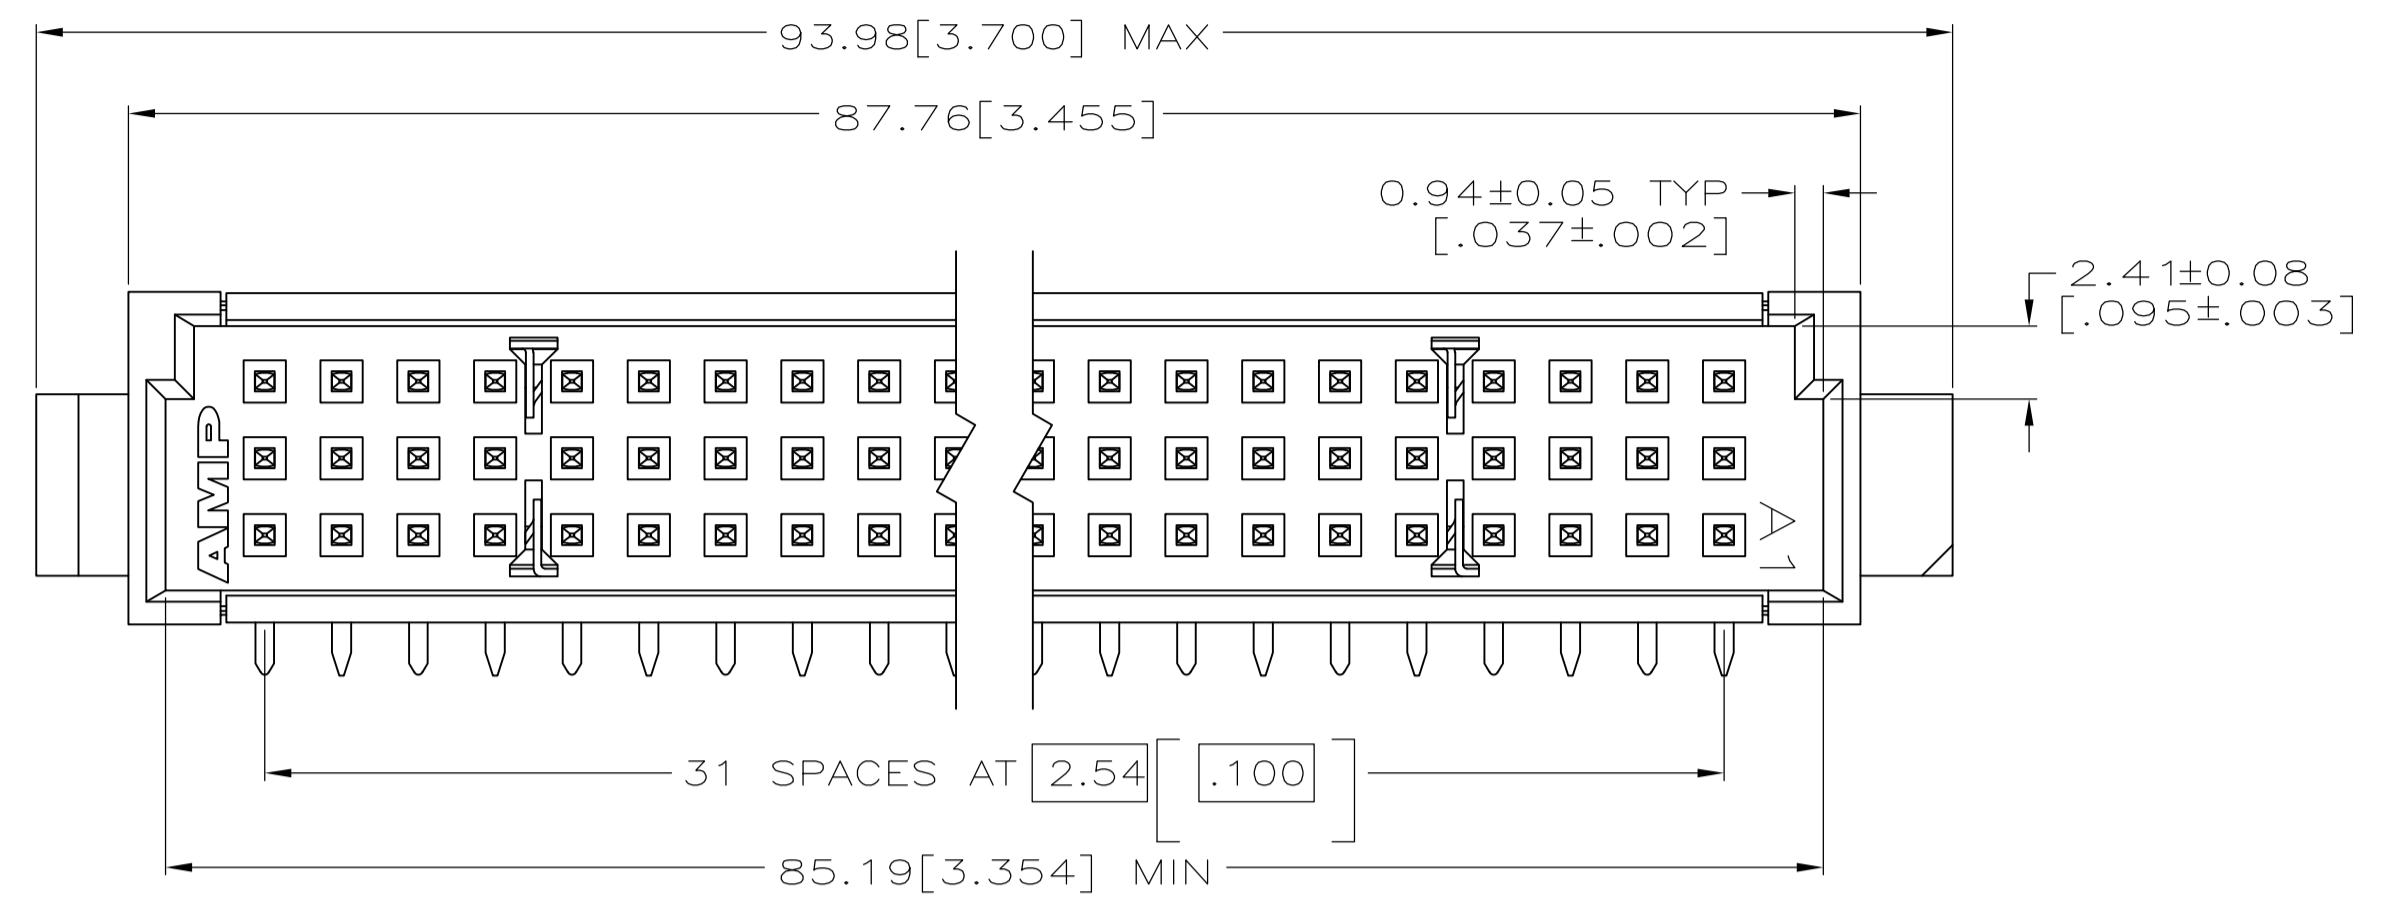 93.98[3.700] MAX
87.76[3.455]
0.94±0.05 TYP
[.037±.002]
2.41±0.08
[.095±.003]
AMP
A1
31 SPACES AT 2.54[.100]
85.19[3.354] MIN